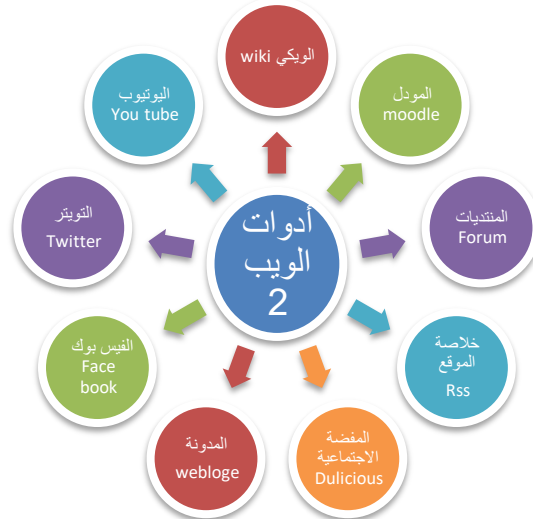 أدوات
الويب
2
الويكي wiki
المودل
moodle
المنتديات
Forum
خلاصة
الموقع
Rss
المفضة
الاجتماعية
Dulicious
المدونة
webloge
الفيس بوك
Face
book
التويتر
Twitter
اليوتيوب
You tube